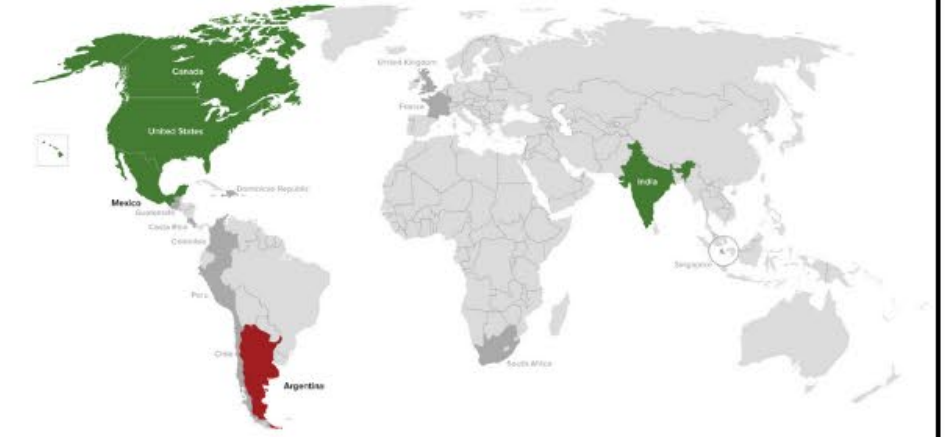 United Kingdom
Canada
France
United States
India
Dominican Republic
Mexico
Guatemala
Costa Rica
Colombia
Singapore
Peru
Chile
South Africa
Argentina